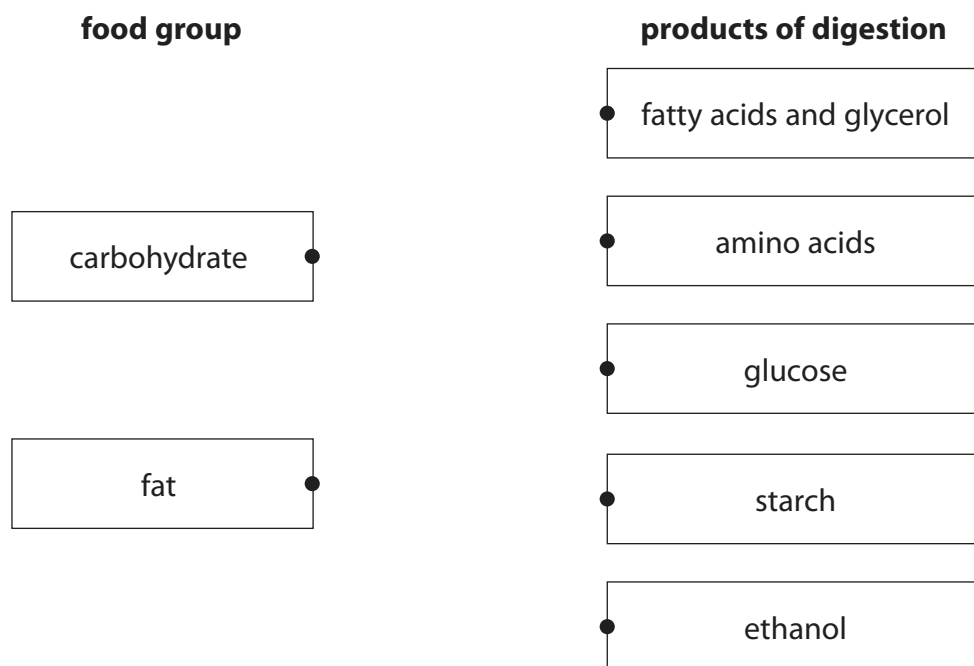 food group
products of digestion
fatty acids and glycerol
amino acids
carbohydrate
glucose
fat
starch
ethanol